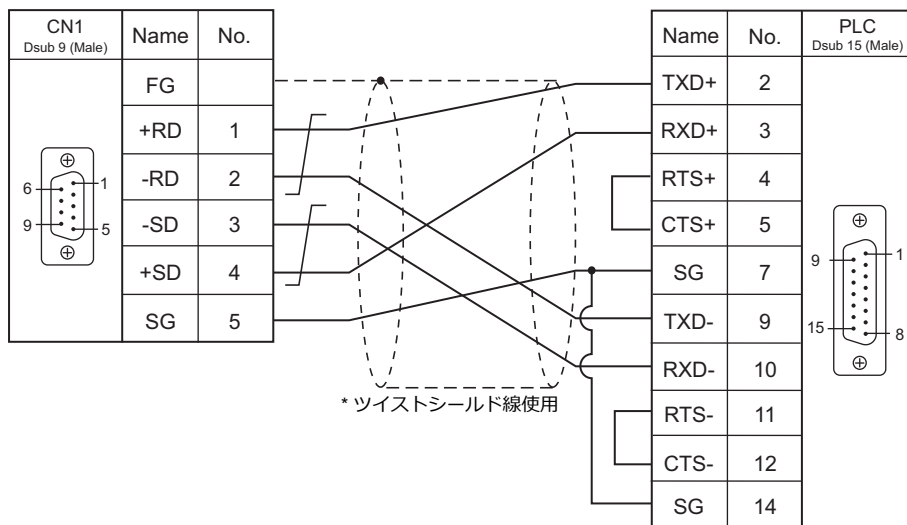 CN1
Dsub 9 (Male)
Name No.
FG
+RD 1
-RD 2
-SD 3
+SD 4
SG 5
6 1
9 5
* ツイストシールド線使用
Name No.
PLC
Dsub 15 (Male)
TXD+ 2
RXD+ 3
RTS+ 4
CTS+ 5
SG 7
TXD- 9
RXD- 10
RTS- 11
CTS- 12
SG 14
9 1
15 8